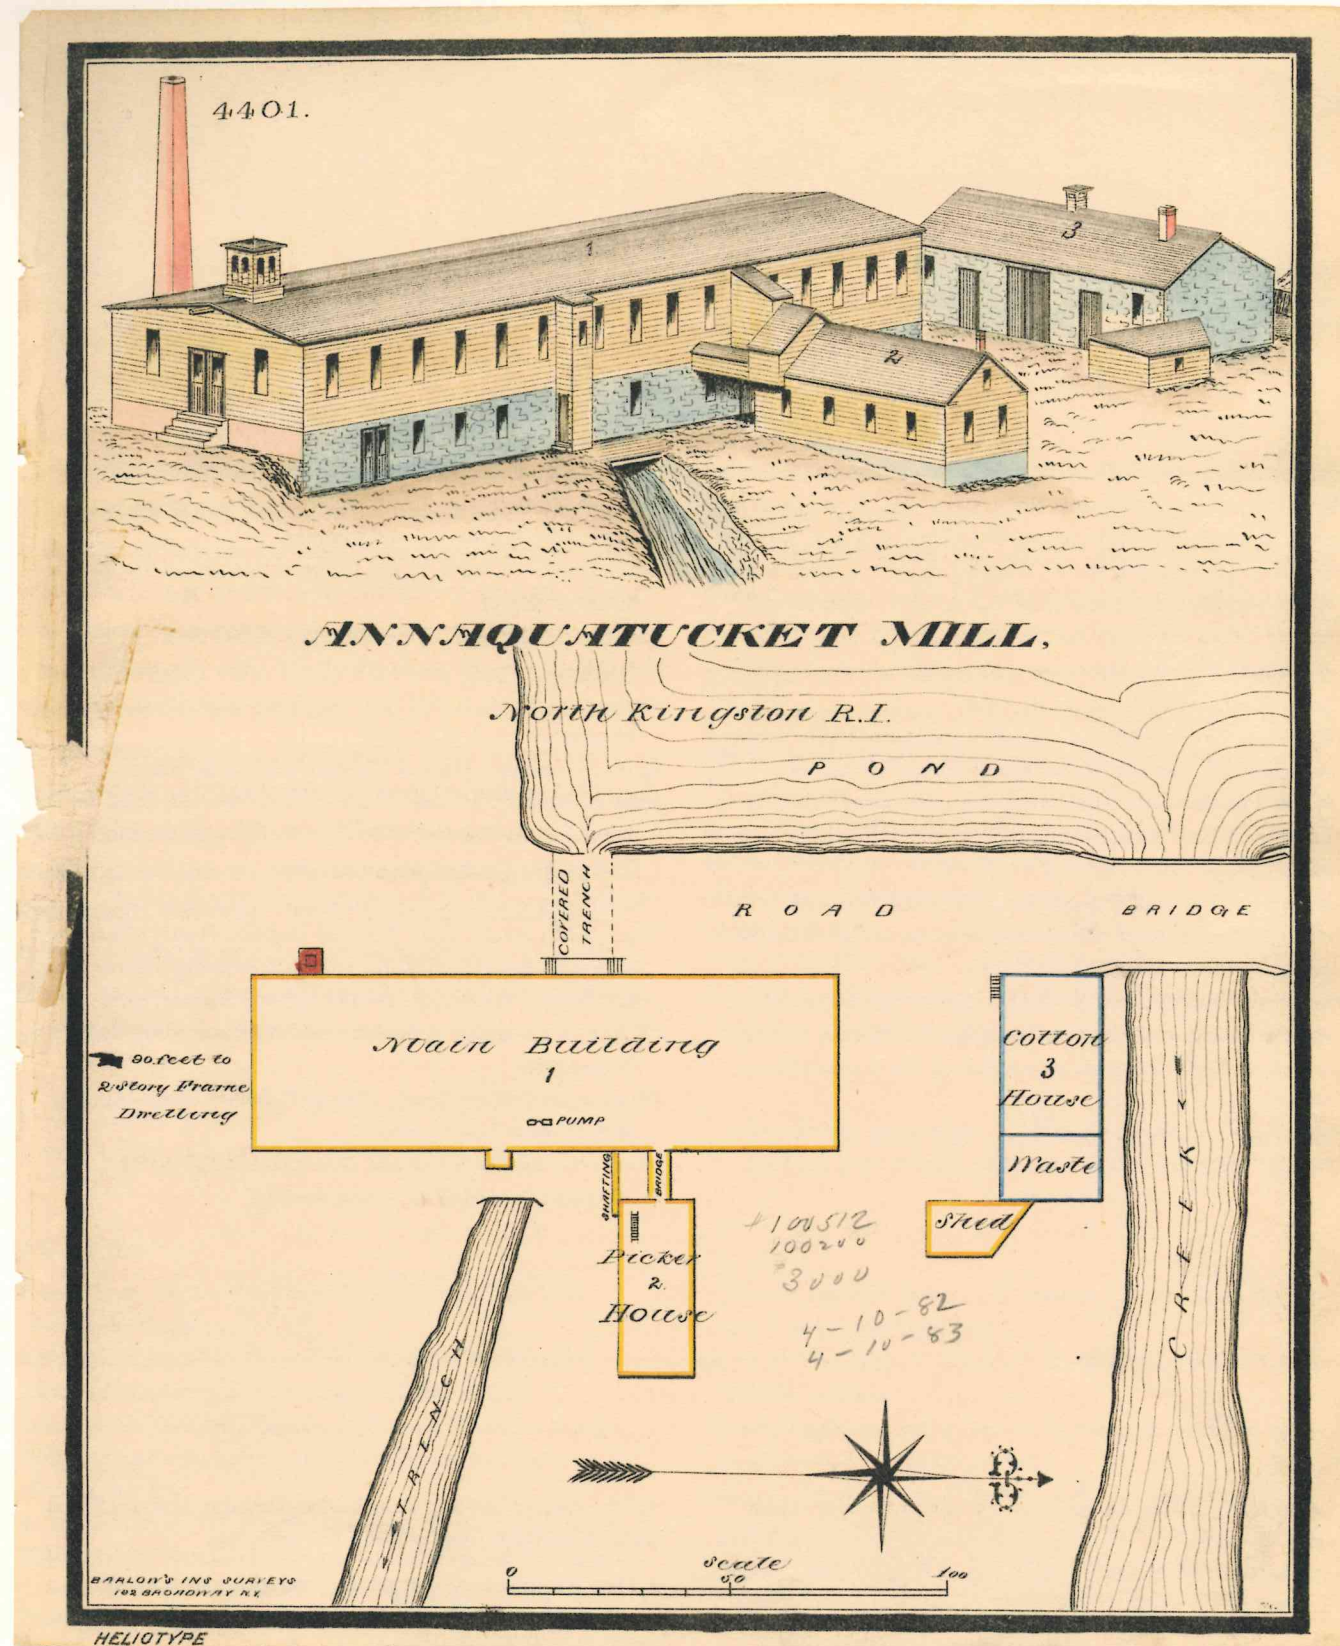 4401.
1
3
2
ANNAQUATUCKET MILL,
North Kingston R.I.
POND
COVERED
TRENCH
ROAD
BRIDGE
Main Building
1
PUMP
90 feet to
2 story Frame
Dwelling
Cotton
3
House
Waste
SHAFTING
BRIDGE
Shed
Picker
2
House
#100512
100200
3000
4-10-82
4-10-83
CREEK
TRENCH
Scale
0
50
100
BARLOW'S INS SURVEYS
102 BROADWAY N.Y.
HELIOTYPE